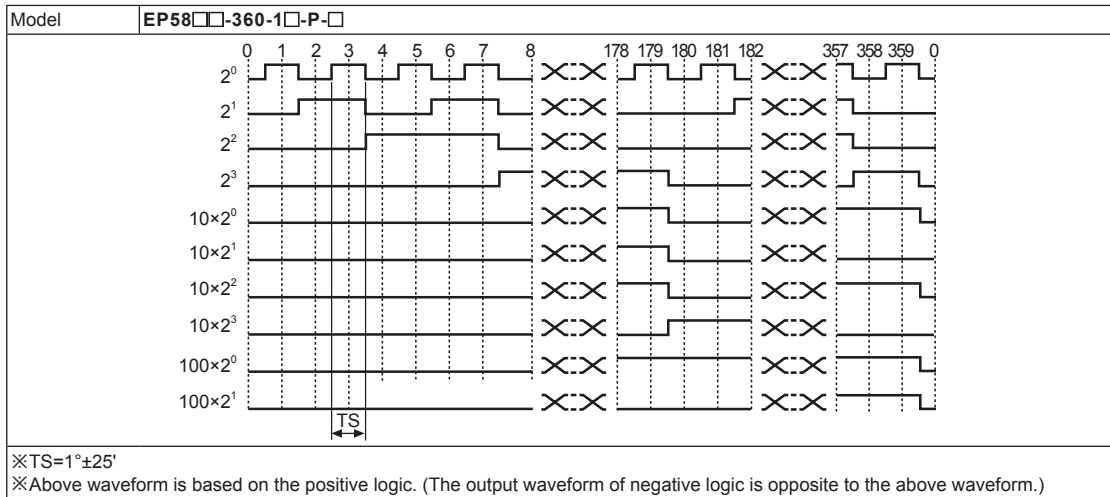 Model EP58□□-360-1□-P-□
0 1 2 3 4 5 6 7 8 178 179 180 181 182 357 358 359 0
2⁰
2¹
2²
2³
10×2⁰
10×2¹
10×2²
10×2³
100×2⁰
100×2¹
TS
※TS=1°±25'
※Above waveform is based on the positive logic. (The output waveform of negative logic is opposite to the above waveform.)